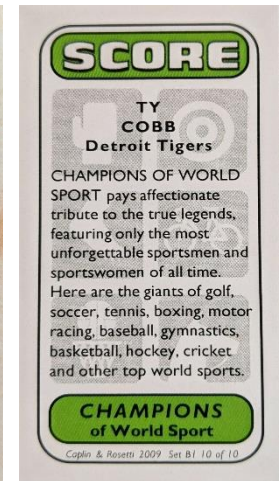 SCORE
TY
COBB
Detroit Tigers
CHAMPIONS OF WORLD
SPORT pays affectionate
tribute to the true legends,
featuring only the most
unforgettable sportsmen and
sportswomen of all time.
Here are the giants of golf,
soccer, tennis, boxing, motor
racing, baseball, gymnastics,
basketball, hockey, cricket
and other top world sports.
CHAMPIONS
of World Sport
Caplin & Rosetti 2009 Set B1 10 of 10